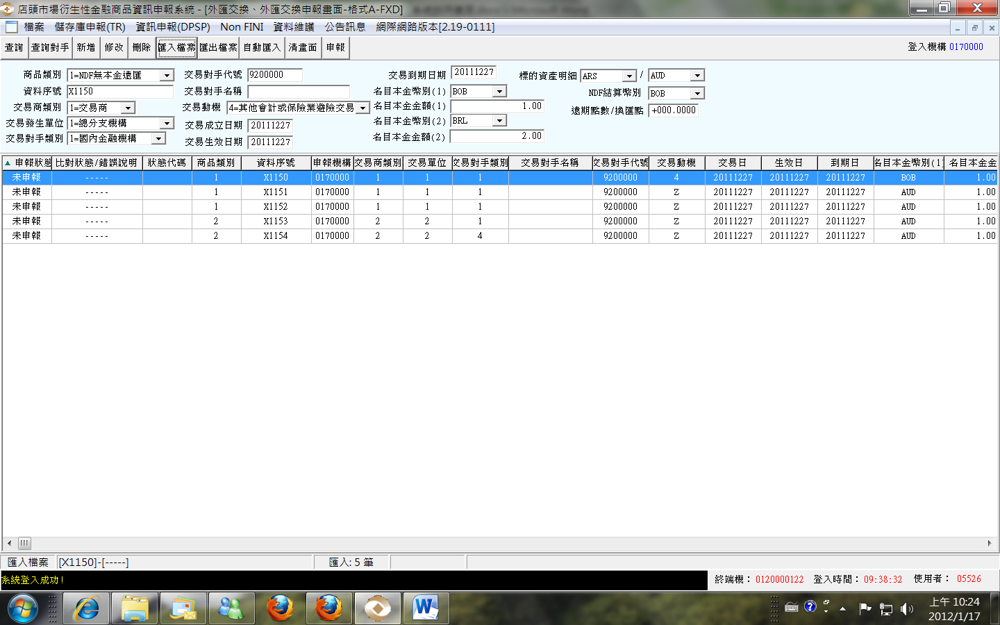 店頭市場衍生性金融商品資訊申報系統 - [外匯交換、外匯交換申報畫面-格式A-FXD]
檔案 儲存庫申報(TR) 資訊申報(DPSP) Non FINI 資料維護 公告訊息 網際網路版本[2.19-0111]
查詢 查詢對手 新增 修改 刪除 匯入檔案 匯出檔案 自動匯入 清畫面 申報 登入機構 0170000
商品類別 1=NDF無本金遠匯 交易對手代號 9200000 交易到期日期 20111227 標的資產明細 ARS / AUD
資料序號 X1150 交易對手名稱 名目本金幣別(1) BOB NDF結算幣別 BOB
交易商類別 1=交易商 交易動機 4=其他會計或保險業避險交易 名目本金金額(1) 1.00 遠期點數/換匯點 +000.0000
交易發生單位 1=總分支機構 交易成立日期 20111227 名目本金幣別(2) BRL
交易對手類別 1=國內金融機構 交易生效日期 20111227 名目本金金額(2) 2.00
申報狀態 比對狀態/錯誤說明 狀態代碼 商品類別 資料序號 申報機構 交易商類別 交易單位 交易對手類別 交易對手名稱 交易對手代號 交易動機 交易日 生效日 到期日 名目本金幣別(1) 名目本金金
未申報 ----- 1 X1150 0170000 1 1 1 9200000 4 20111227 20111227 20111227 BOB 1.00
未申報 ----- 1 X1151 0170000 1 1 1 9200000 Z 20111227 20111227 20111227 AUD 1.00
未申報 ----- 1 X1152 0170000 1 1 1 9200000 Z 20111227 20111227 20111227 AUD 1.00
未申報 ----- 2 X1153 0170000 2 2 1 9200000 Z 20111227 20111227 20111227 AUD 1.00
未申報 ----- 2 X1154 0170000 2 2 4 9200000 Z 20111227 20111227 20111227 AUD 1.00
匯入檔案 [X1150]-[-----] 匯入: 5 筆
系統登入成功! 終端機： 0120000122 登入時間： 09:38:32 使用者： 05526
上午 10:24
2012/1/17